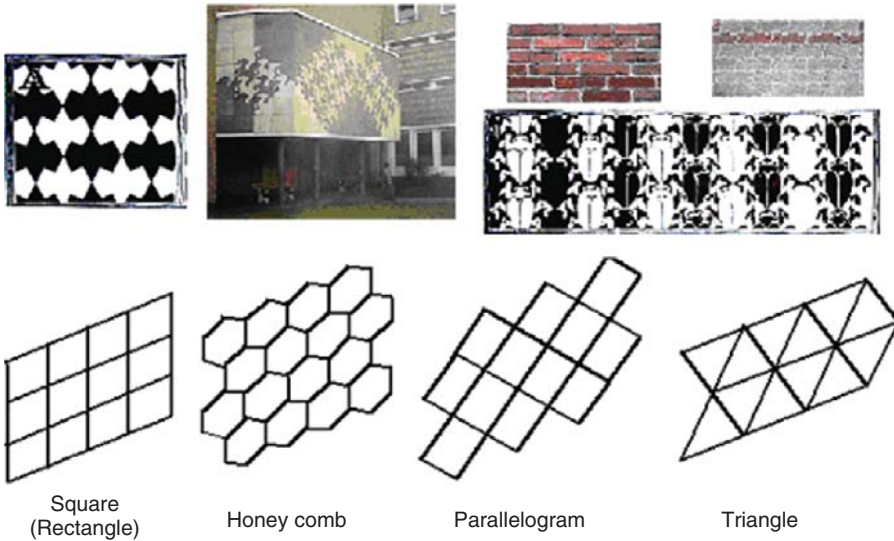 A
Square
(Rectangle)
Honey comb
Parallelogram
Triangle